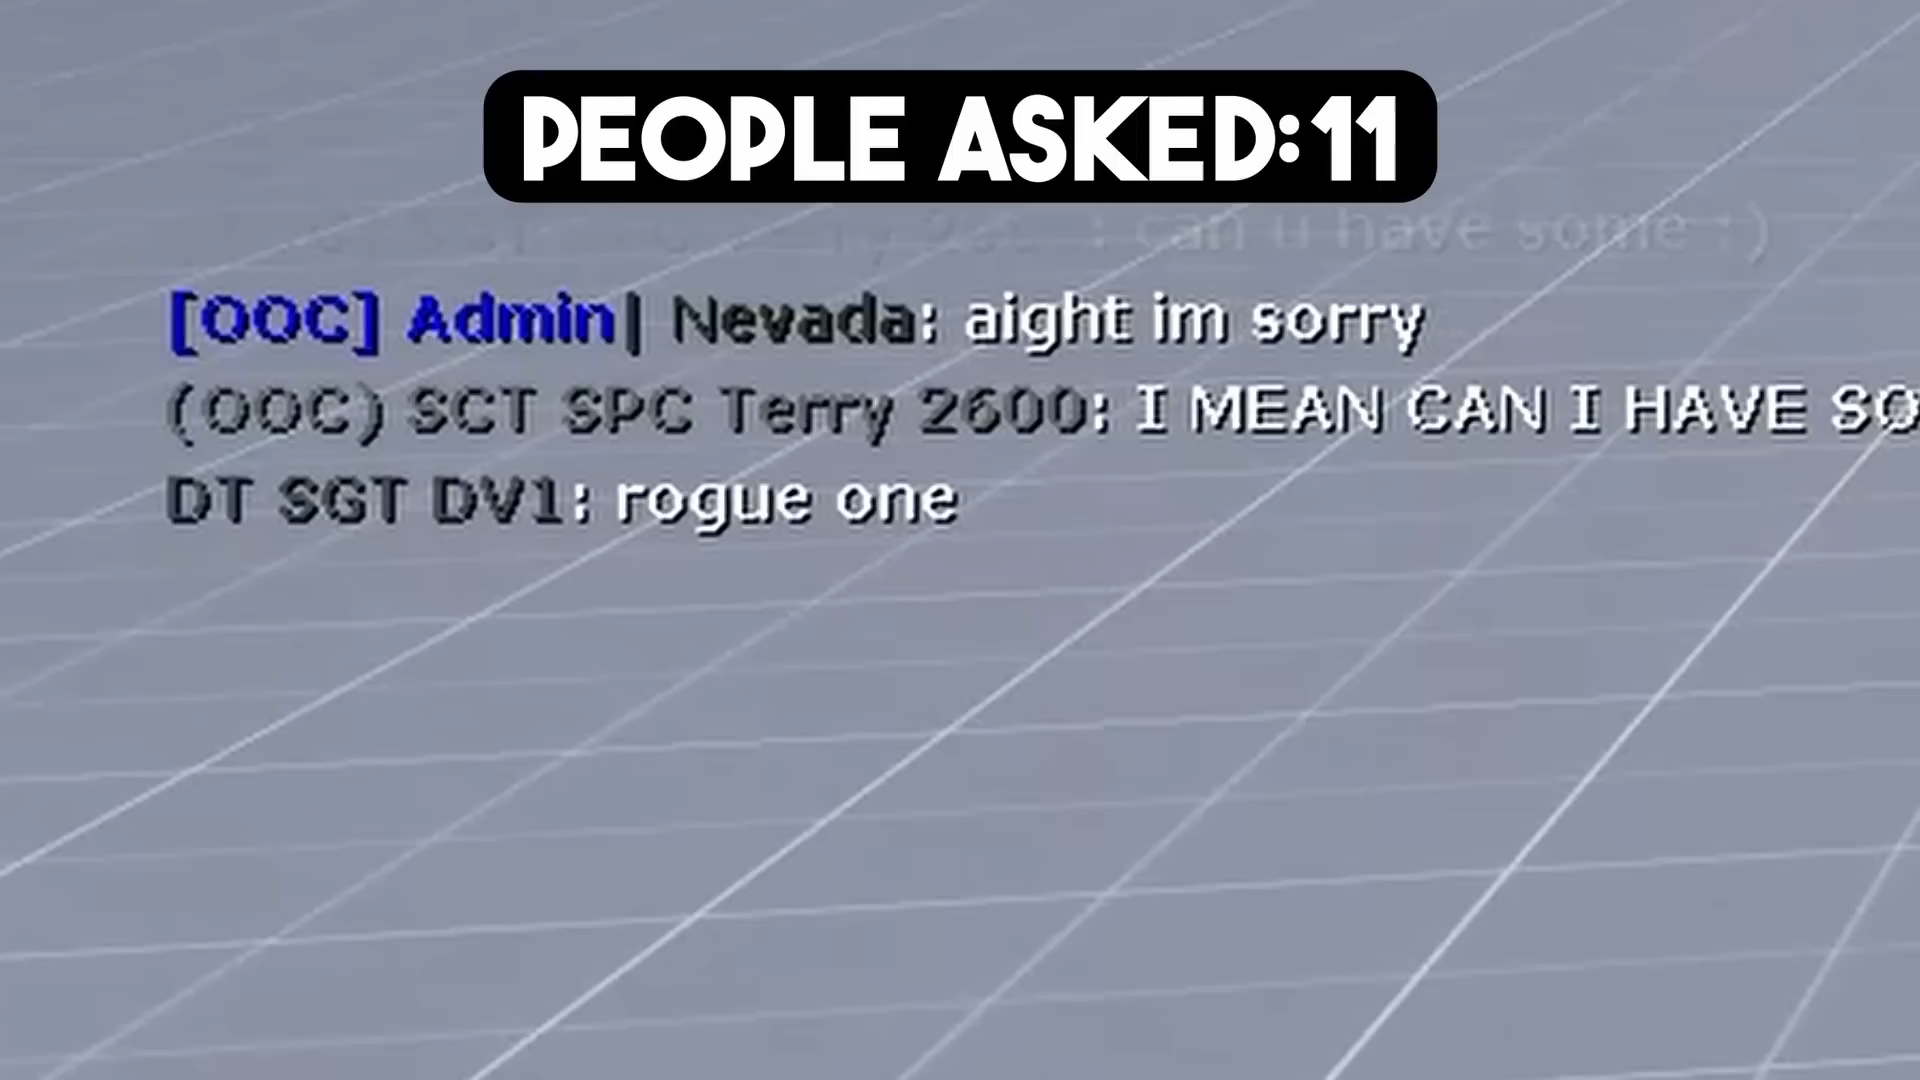 PEOPLE ASKED:11
: can u have some :)
[OOC] Admin| Nevada: aight im sorry
(OOC) SCT SPC Terry 2600: I MEAN CAN I HAVE SO
DT SGT DV1: rogue one